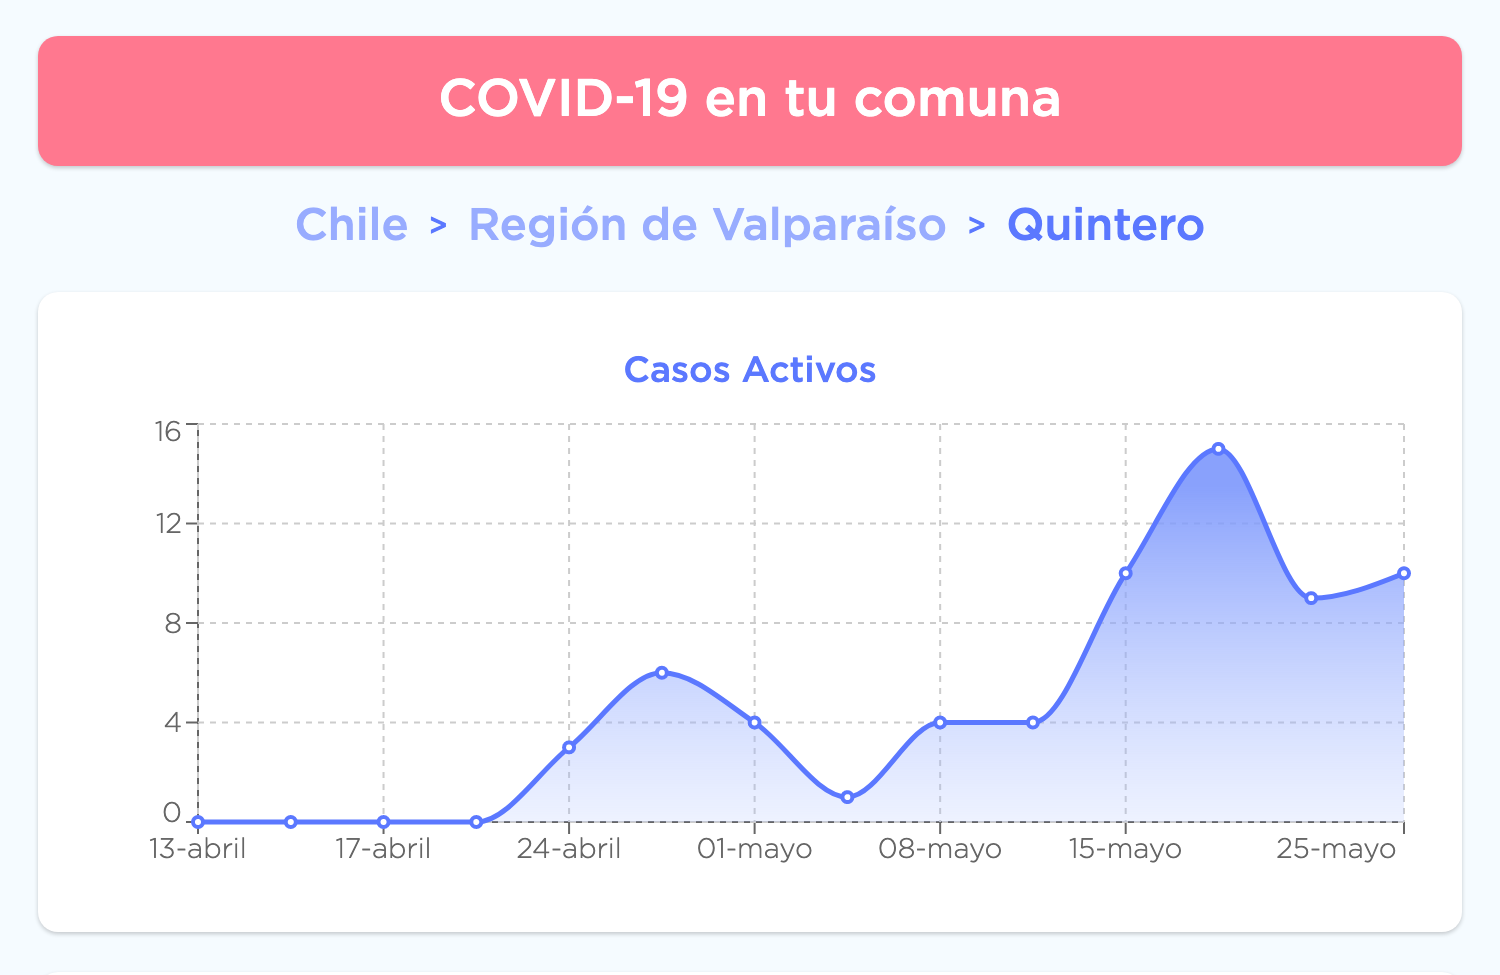 COVID-19 en tu comuna
Chile > Región de Valparaíso > Quintero
Casos Activos
16
12
8
4
0
13-abril 17-abril 24-abril 01-mayo 08-mayo 15-mayo 25-mayo